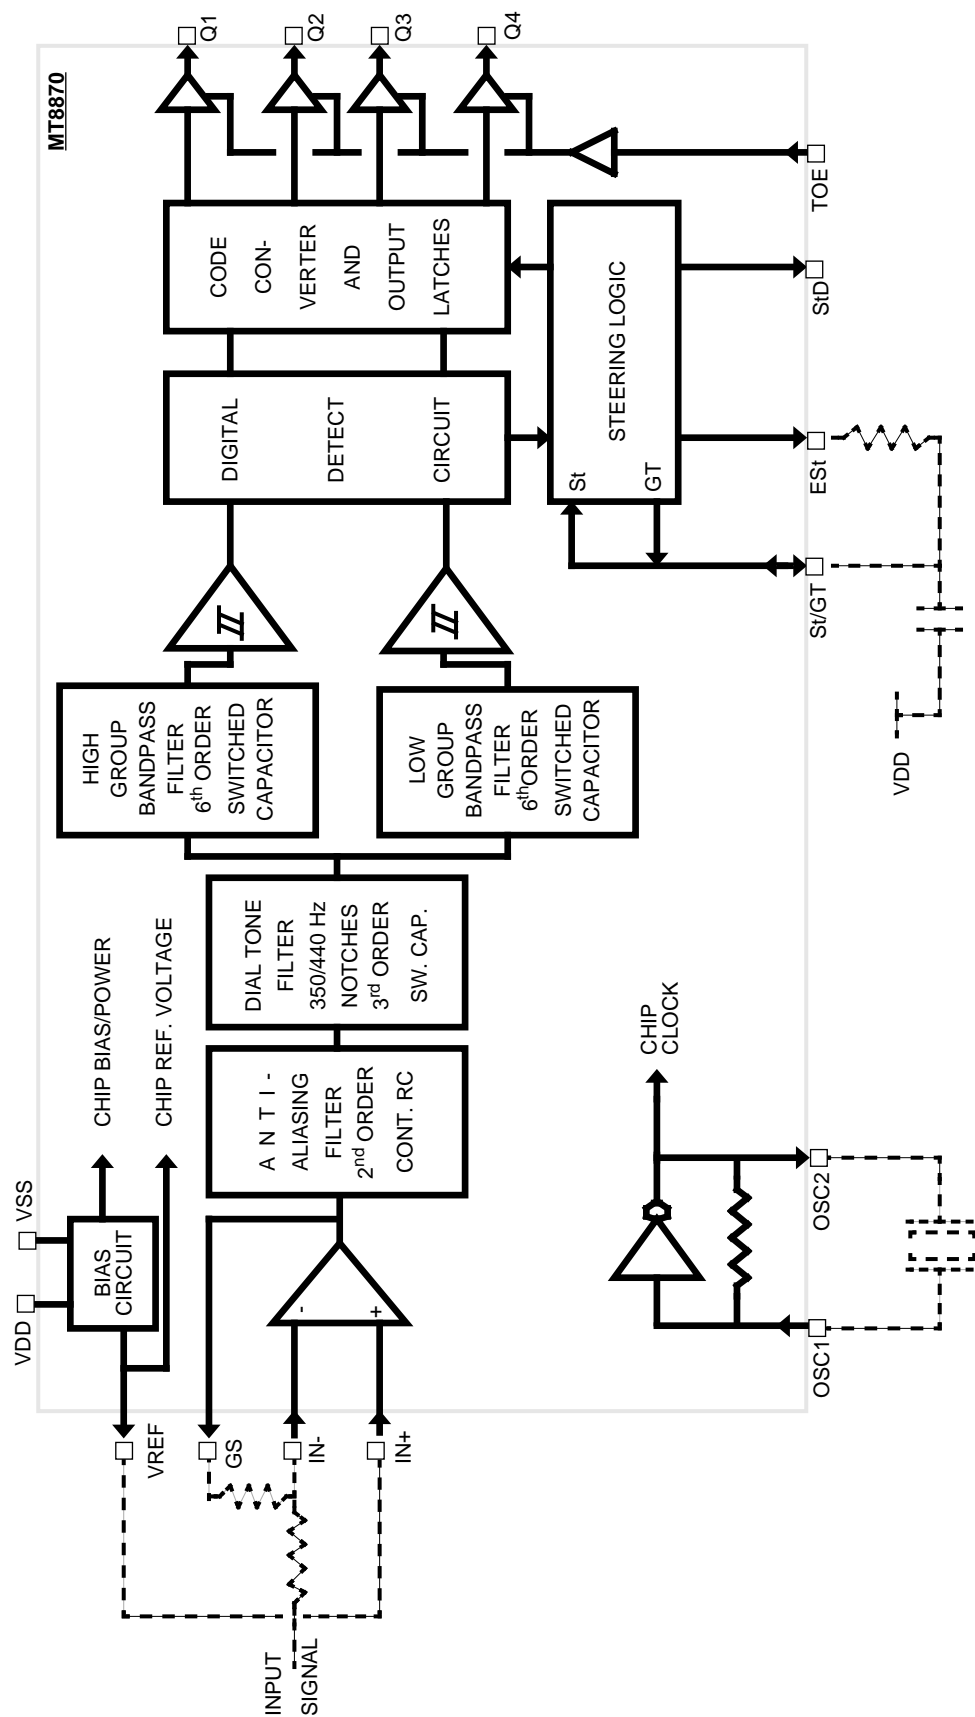 MT8870
VDD
VSS
BIAS
CIRCUIT
CHIP BIAS/POWER
CHIP REF. VOLTAGE
VREF
GS
IN-
IN+
INPUT
SIGNAL
-
+
A N T I -
ALIASING
FILTER
2nd ORDER
CONT. RC
DIAL TONE
FILTER
350/440 Hz
NOTCHES
3rd ORDER
SW. CAP.
HIGH
GROUP
BANDPASS
FILTER
6th ORDER
SWITCHED
CAPACITOR
LOW
GROUP
BANDPASS
FILTER
6thORDER
SWITCHED
CAPACITOR
DIGITAL
DETECT
CIRCUIT
CODE
CON-
VERTER
AND
OUTPUT
LATCHES
Q1
Q2
Q3
Q4
St
GT
STEERING LOGIC
CHIP
CLOCK
OSC1
OSC2
St/GT
ESt
StD
TOE
VDD